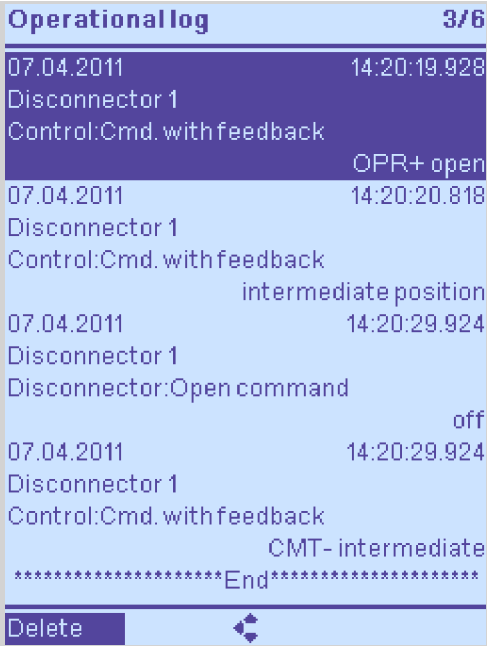 Operational log 3/6
07.04.2011 14:20:19.928
Disconnector 1
Control:Cmd. with feedback
OPR+ open
07.04.2011 14:20:20.818
Disconnector 1
Control:Cmd. with feedback
intermediate position
07.04.2011 14:20:29.924
Disconnector 1
Disconnector:Open command
off
07.04.2011 14:20:29.924
Disconnector 1
Control:Cmd. with feedback
CMT- intermediate
*********************End*********************
Delete